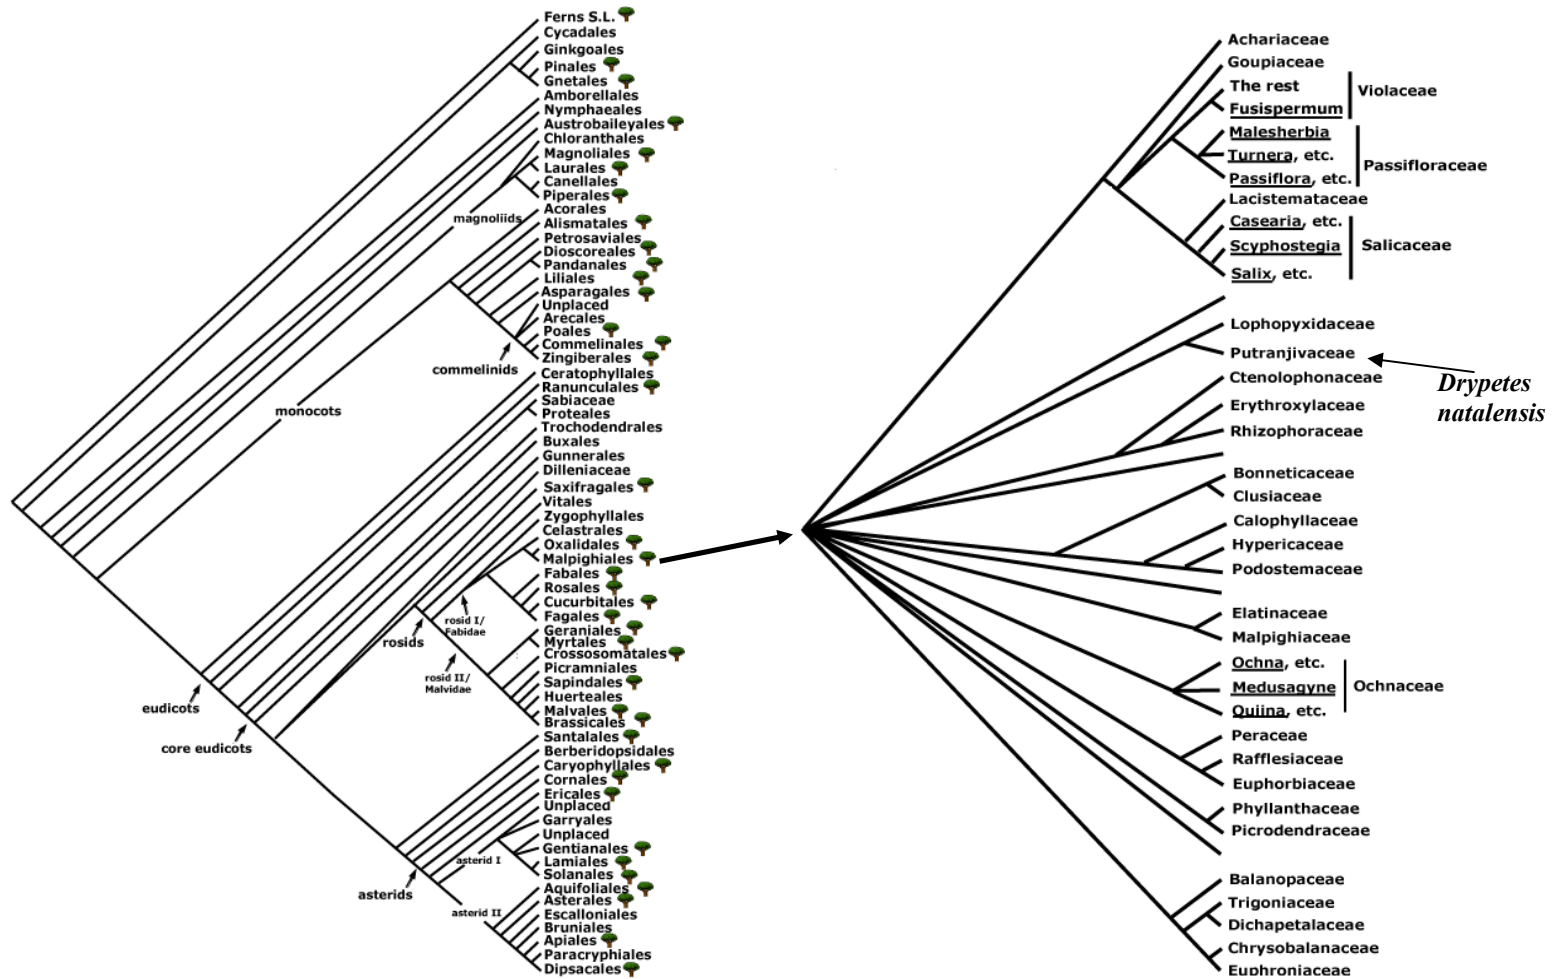 Ferns S.L.
Cycadales
Ginkgoales
Pinales
Gnetales
Amborellales
Nymphaeales
Austrobaileyales
Chloranthales
Magnoliales
Laurales
Canellales
Piperales
magnoliids
Acorales
Alismatales
Petrosaviales
Dioscoreales
Pandanales
Liliales
Asparagales
Unplaced
Arecales
Poales
Commelinales
Zingiberales
commelinids
monocots
Ceratophyllales
Ranunculales
Sabiaceae
Proteales
Trochodendrales
Buxales
Gunnerales
Dilleniaceae
Saxifragales
Vitales
Zygophyllales
Celastrales
Oxalidales
Malpighiales
Fabales
Rosales
Cucurbitales
Fagales
rosid I/
Fabidae
rosids
Geraniales
Myrtales
Crossosomatales
Picramniales
Sapindales
Huerteales
Malvales
Brassicales
rosid II/
Malvidae
eudicots
core eudicots
Santalales
Berberidopsidales
Caryophyllales
Cornales
Ericales
Unplaced
Garryales
Unplaced
Gentianales
Lamiales
Solanales
asterid I
asterids
Aquifoliales
Asterales
Escalloniales
Bruniales
Apiales
Paracryphiales
Dipsacales
asterid II
Achariaceae
Goupiaceae
The rest
Fusispermum
Violaceae
Malesherbia
Turnera, etc.
Passiflora, etc.
Passifloraceae
Lacistemataceae
Casearia, etc.
Scyphostegia
Salix, etc.
Salicaceae
Lophopyxidaceae
Putranjivaceae
Drypetes
natalensis
Ctenolophonaceae
Erythroxylaceae
Rhizophoraceae
Bonneticaceae
Clusiaceae
Calophyllaceae
Hypericaceae
Podostemaceae
Elatinaceae
Malpighiaceae
Ochna, etc.
Medusagyne
Quiina, etc.
Ochnaceae
Peraceae
Rafflesiaceae
Euphorbiaceae
Phyllanthaceae
Picrodendraceae
Balanopaceae
Trigoniaceae
Dichapetalaceae
Chrysobalanaceae
Euphroniaceae